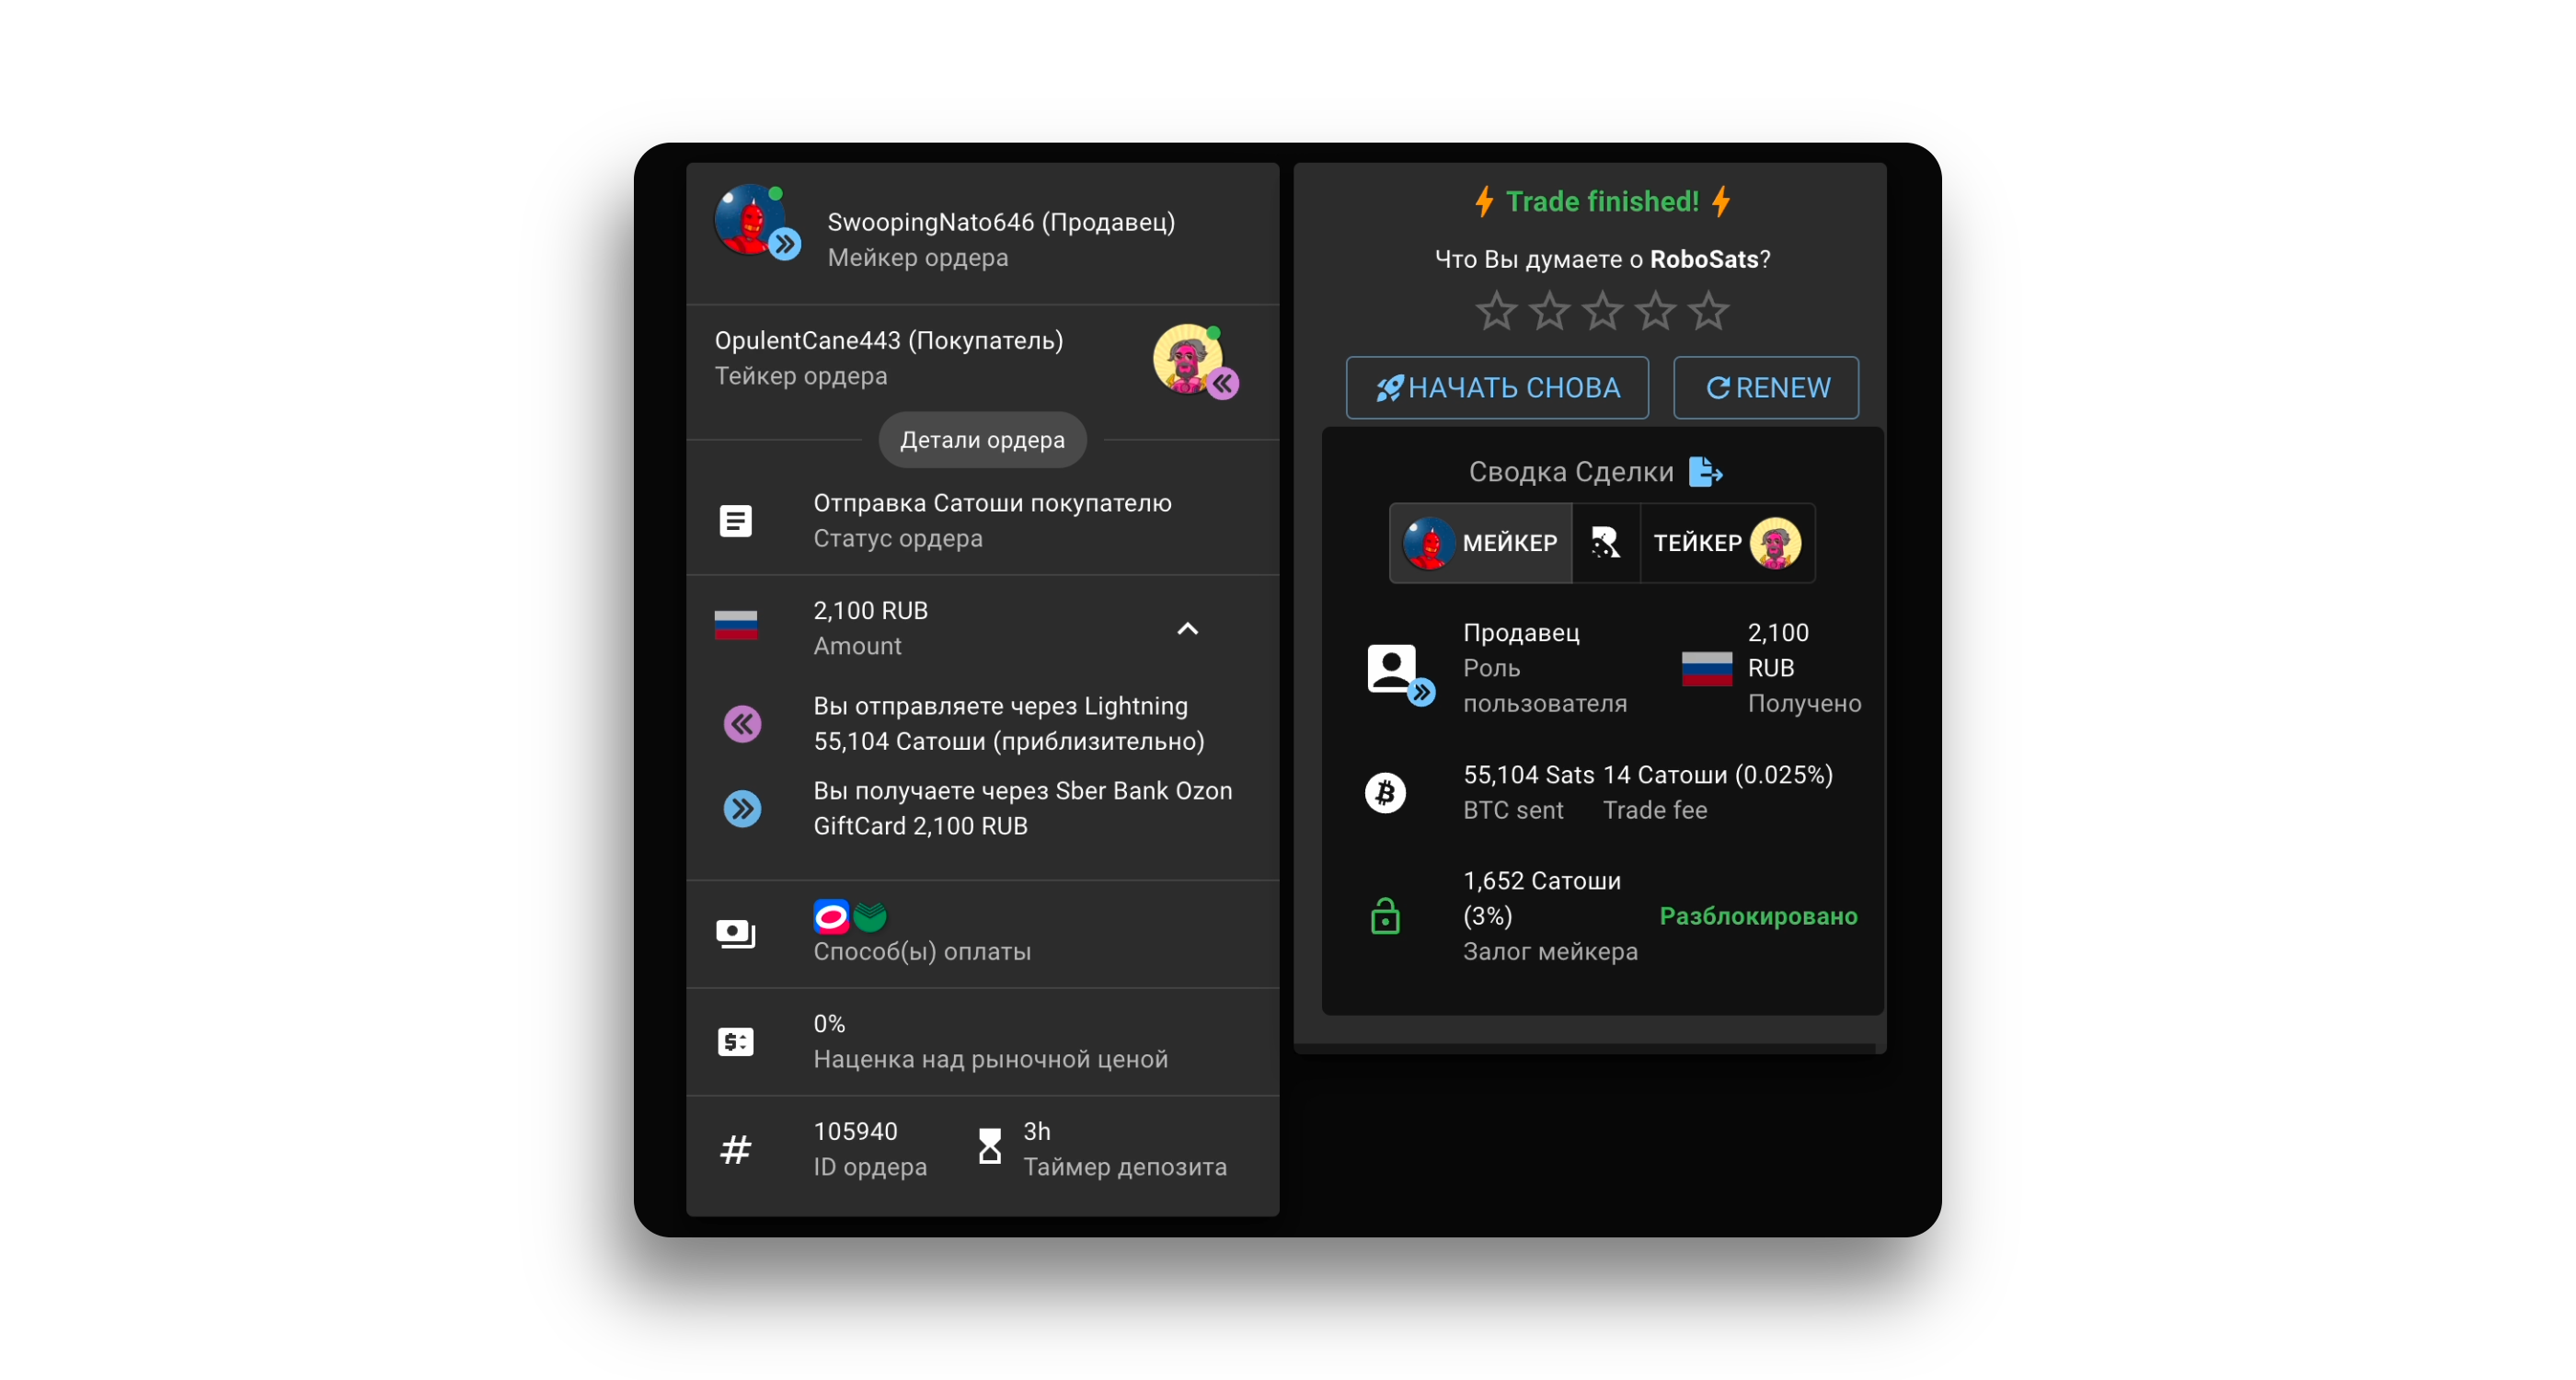 SwoopingNato646 (Продавец)
Мейкер ордера
OpulentCane443 (Покупатель)
Тейкер ордера
Детали ордера
Отправка Сатоши покупателю
Статус ордера
2,100 RUB
Amount
Вы отправляете через Lightning
55,104 Сатоши (приблизительно)
Вы получаете через Sber Bank Ozon
GiftCard 2,100 RUB
Способ(ы) оплаты
0%
Наценка над рыночной ценой
105940
ID ордера
3h
Таймер депозита
Trade finished!
Что Вы думаете о RoboSats?
НАЧАТЬ СНОВА
RENEW
Сводка Сделки
МЕЙКЕР
ТЕЙКЕР
Продавец
Роль
пользователя
2,100
RUB
Получено
55,104 Sats
BTC sent
14 Сатоши (0.025%)
Trade fee
1,652 Сатоши
(3%)
Залог мейкера
Разблокировано